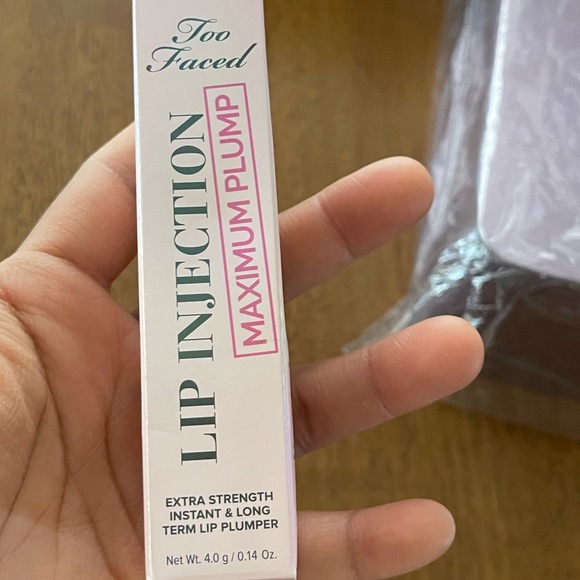 Too
Faced
LIP INJECTION
MAXIMUM PLUMP
EXTRA STRENGTH
INSTANT & LONG
TERM LIP PLUMPER
Net Wt. 4.0 g / 0.14 Oz.